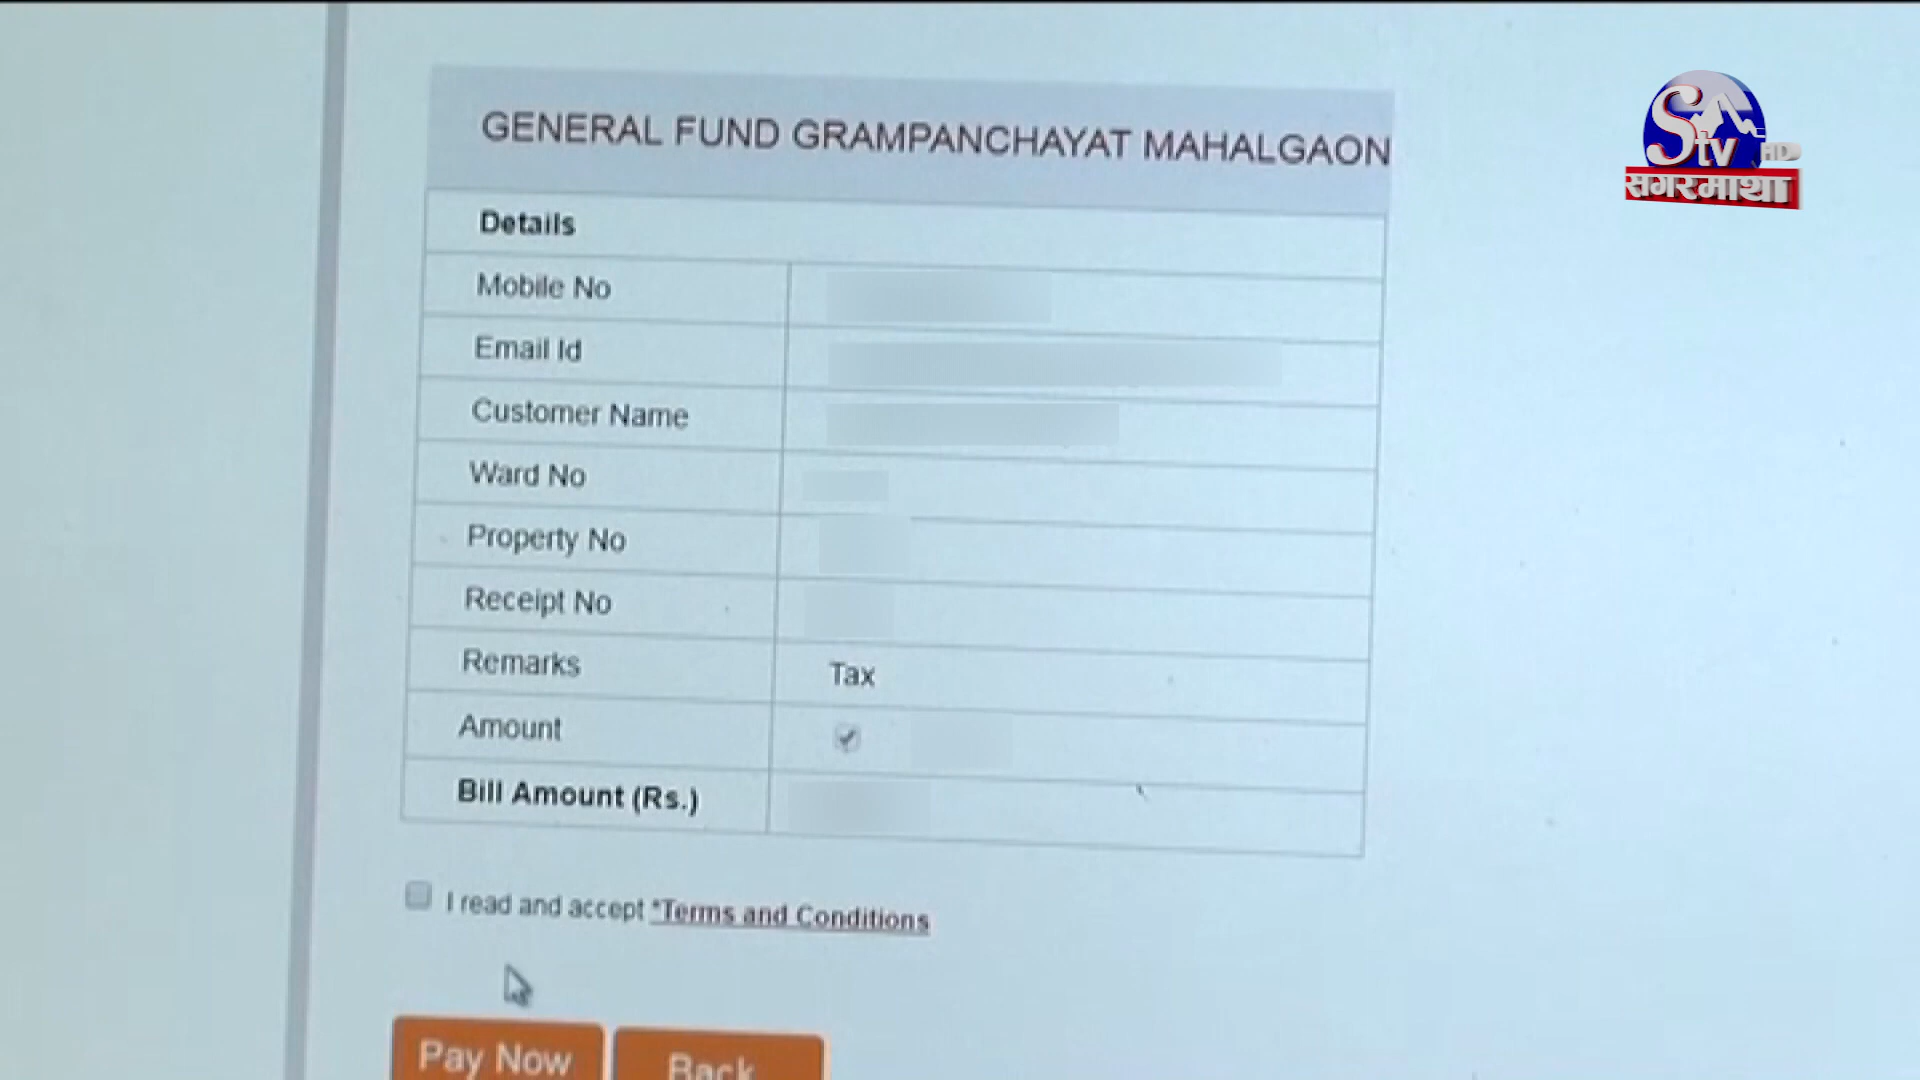 GENERAL FUND GRAMPANCHAYAT MAHALGAON
Details
Mobile No
Email Id
Customer Name
Ward No
Property No
Receipt No
Remarks Tax
Amount
Bill Amount (Rs.)
I read and accept *Terms and Conditions
Pay Now Back
Stv HD
सगरमाथा